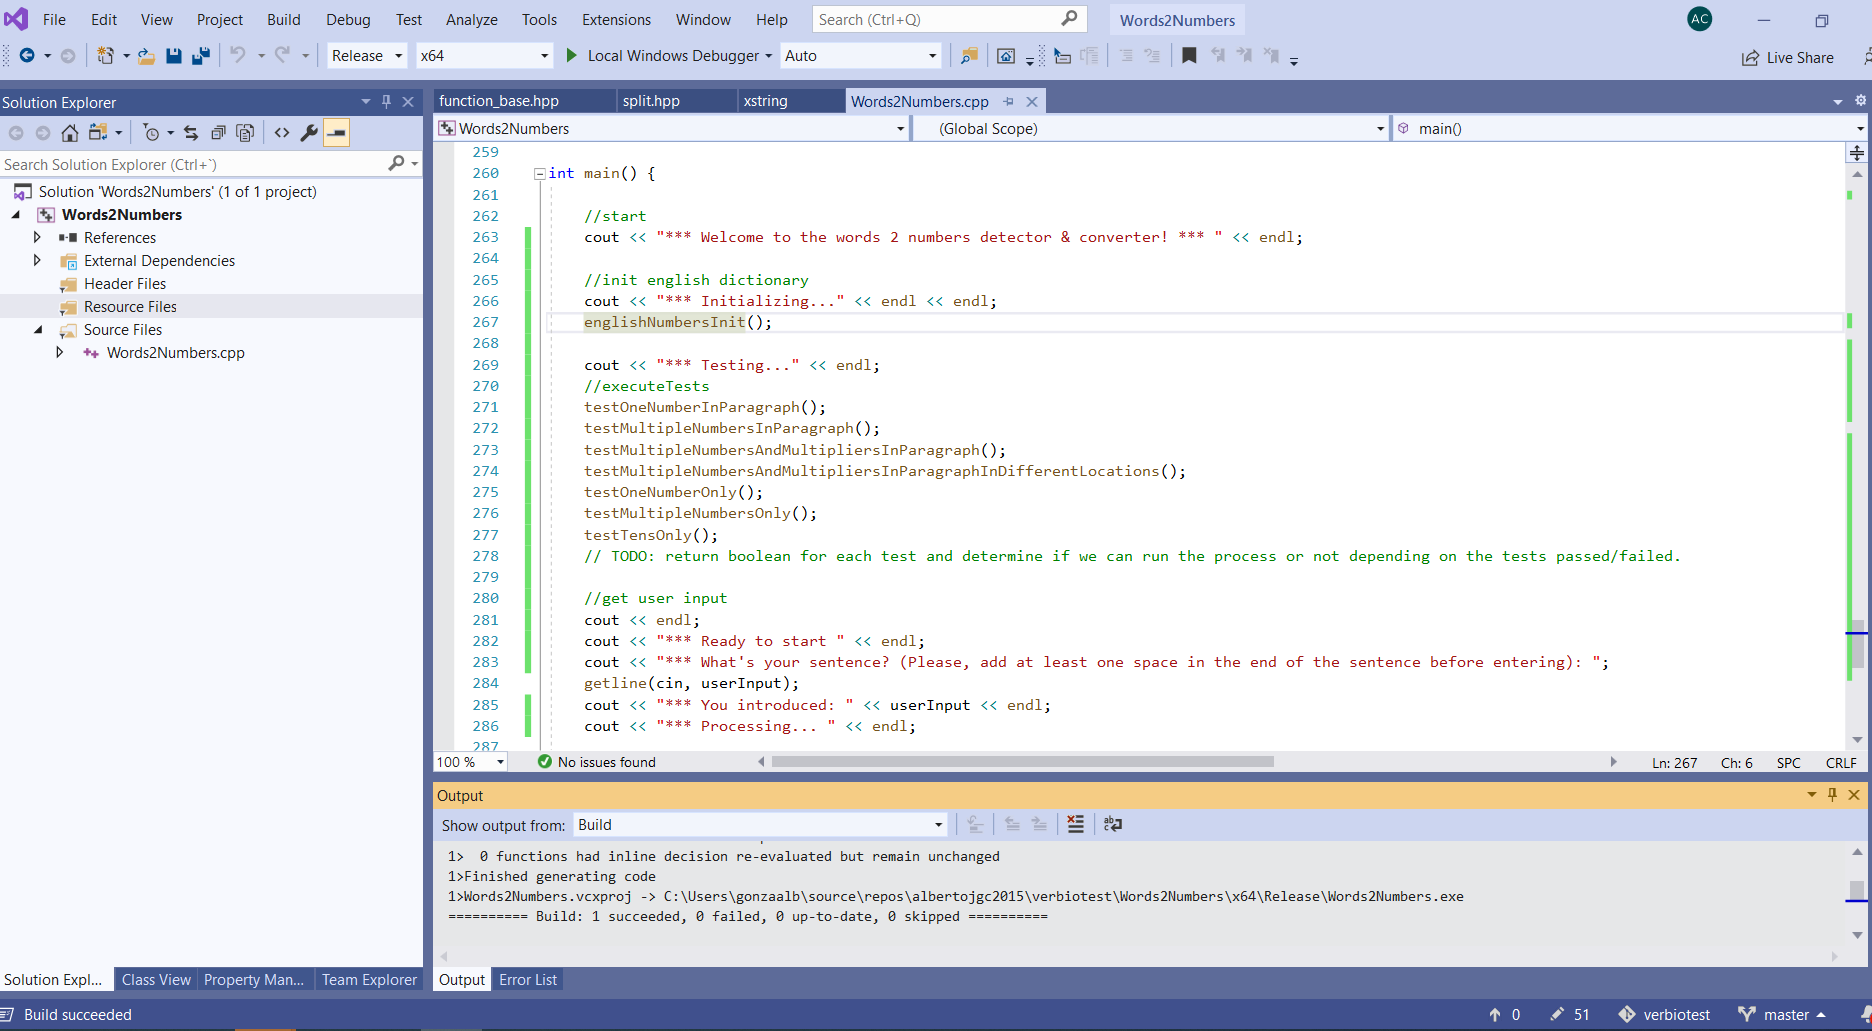 File Edit View Project Build Debug Test Analyze Tools Extensions Window Help Search (Ctrl+Q) Words2Numbers AC
Release x64 Local Windows Debugger Auto Live Share
Solution Explorer
Search Solution Explorer (Ctrl+`)
Solution 'Words2Numbers' (1 of 1 project)
Words2Numbers
References
External Dependencies
Header Files
Resource Files
Source Files
Words2Numbers.cpp
Solution Expl... Class View Property Man... Team Explorer
function_base.hpp split.hpp xstring Words2Numbers.cpp
Words2Numbers (Global Scope) main()
259
260 int main() {
261
262 //start
263 cout << "*** Welcome to the words 2 numbers detector & converter! *** " << endl;
264
265 //init english dictionary
266 cout << "*** Initializing..." << endl << endl;
267 englishNumbersInit();
268
269 cout << "*** Testing..." << endl;
270 //executeTests
271 testOneNumberInParagraph();
272 testMultipleNumbersInParagraph();
273 testMultipleNumbersAndMultipliersInParagraph();
274 testMultipleNumbersAndMultipliersInParagraphInDifferentLocations();
275 testOneNumberOnly();
276 testMultipleNumbersOnly();
277 testTensOnly();
278 // TODO: return boolean for each test and determine if we can run the process or not depending on the tests passed/failed.
279
280 //get user input
281 cout << endl;
282 cout << "*** Ready to start " << endl;
283 cout << "*** What's your sentence? (Please, add at least one space in the end of the sentence before entering): ";
284 getline(cin, userInput);
285 cout << "*** You introduced: " << userInput << endl;
286 cout << "*** Processing... " << endl;
287
100 % No issues found Ln: 267 Ch: 6 SPC CRLF
Output
Show output from: Build
1> 0 functions had inline decision re-evaluated but remain unchanged
1>Finished generating code
1>Words2Numbers.vcxproj -> C:\Users\gonzaalb\source\repos\albertojgc2015\verbiotest\Words2Numbers\x64\Release\Words2Numbers.exe
========== Build: 1 succeeded, 0 failed, 0 up-to-date, 0 skipped ==========
Output Error List
Build succeeded 0 51 verbiotest master